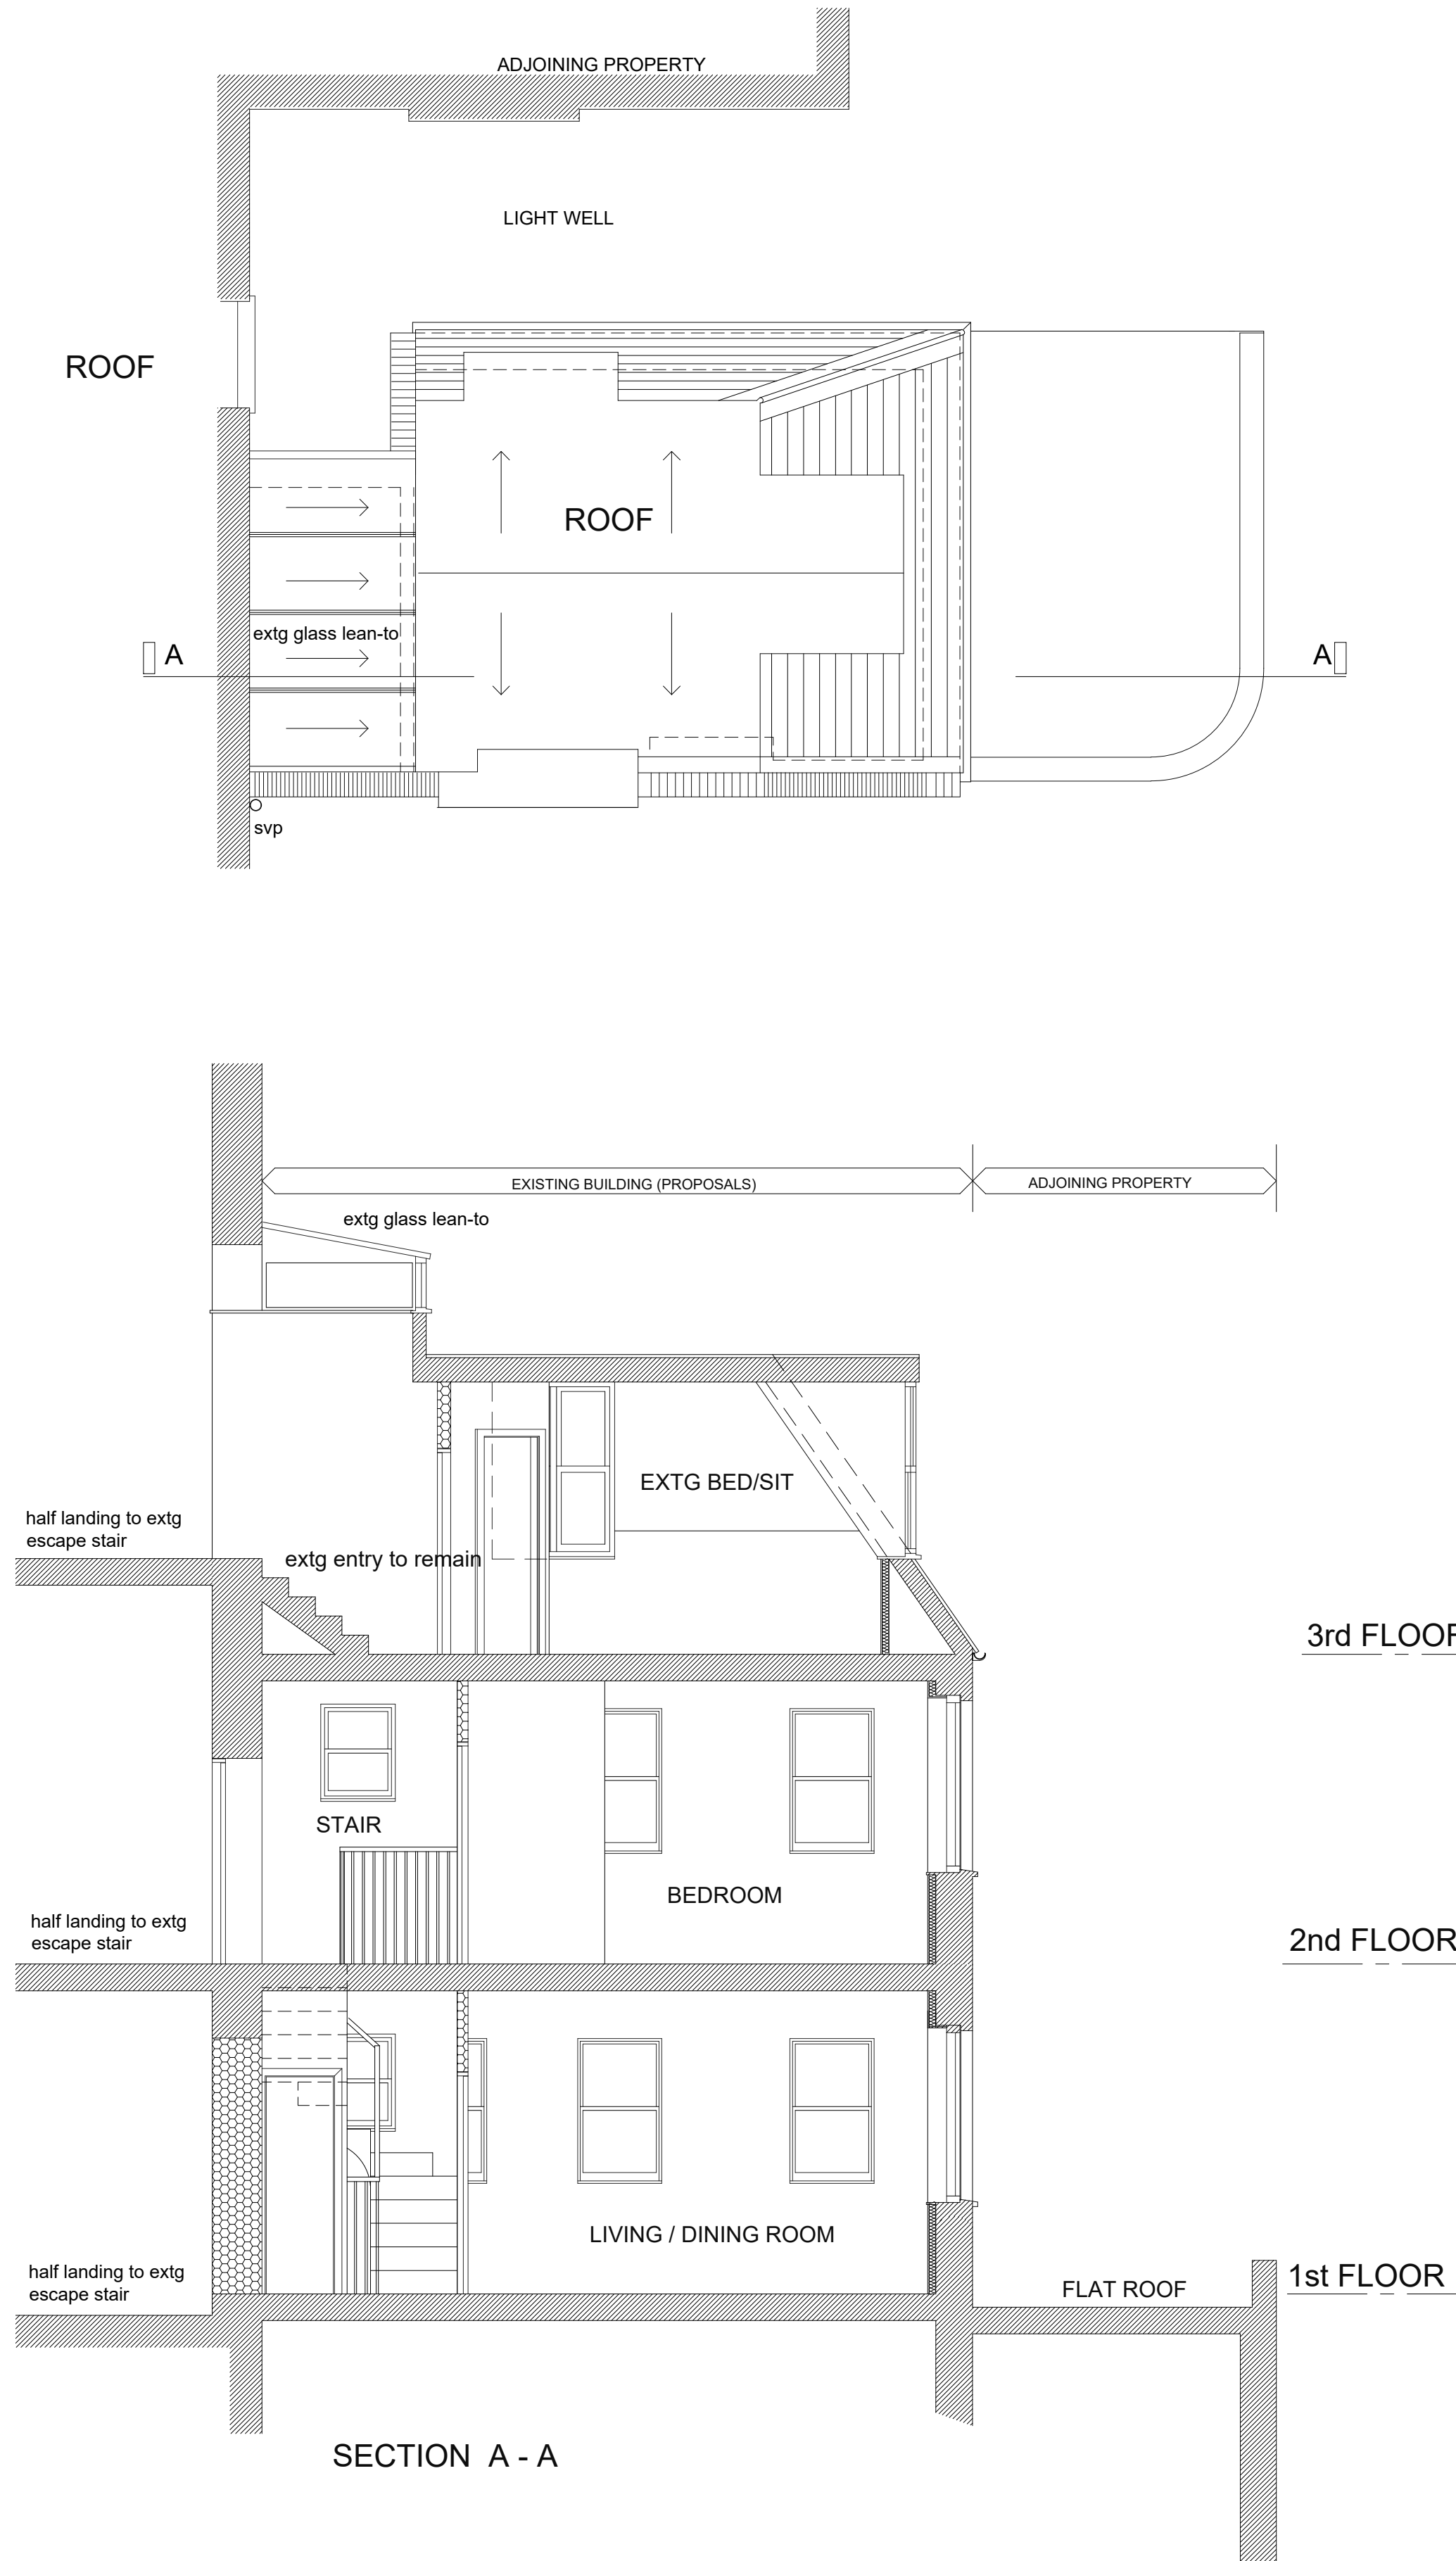 ADJOINING PROPERTY
LIGHT WELL
ROOF
ROOF
extg glass lean-to
A
A
svp
EXISTING BUILDING (PROPOSALS)
ADJOINING PROPERTY
extg glass lean-to
EXTG BED/SIT
half landing to extg
escape stair
extg entry to remain
3rd FLOOR
STAIR
BEDROOM
half landing to extg
escape stair
2nd FLOOR
LIVING / DINING ROOM
half landing to extg
escape stair
FLAT ROOF
1st FLOOR
SECTION A - A